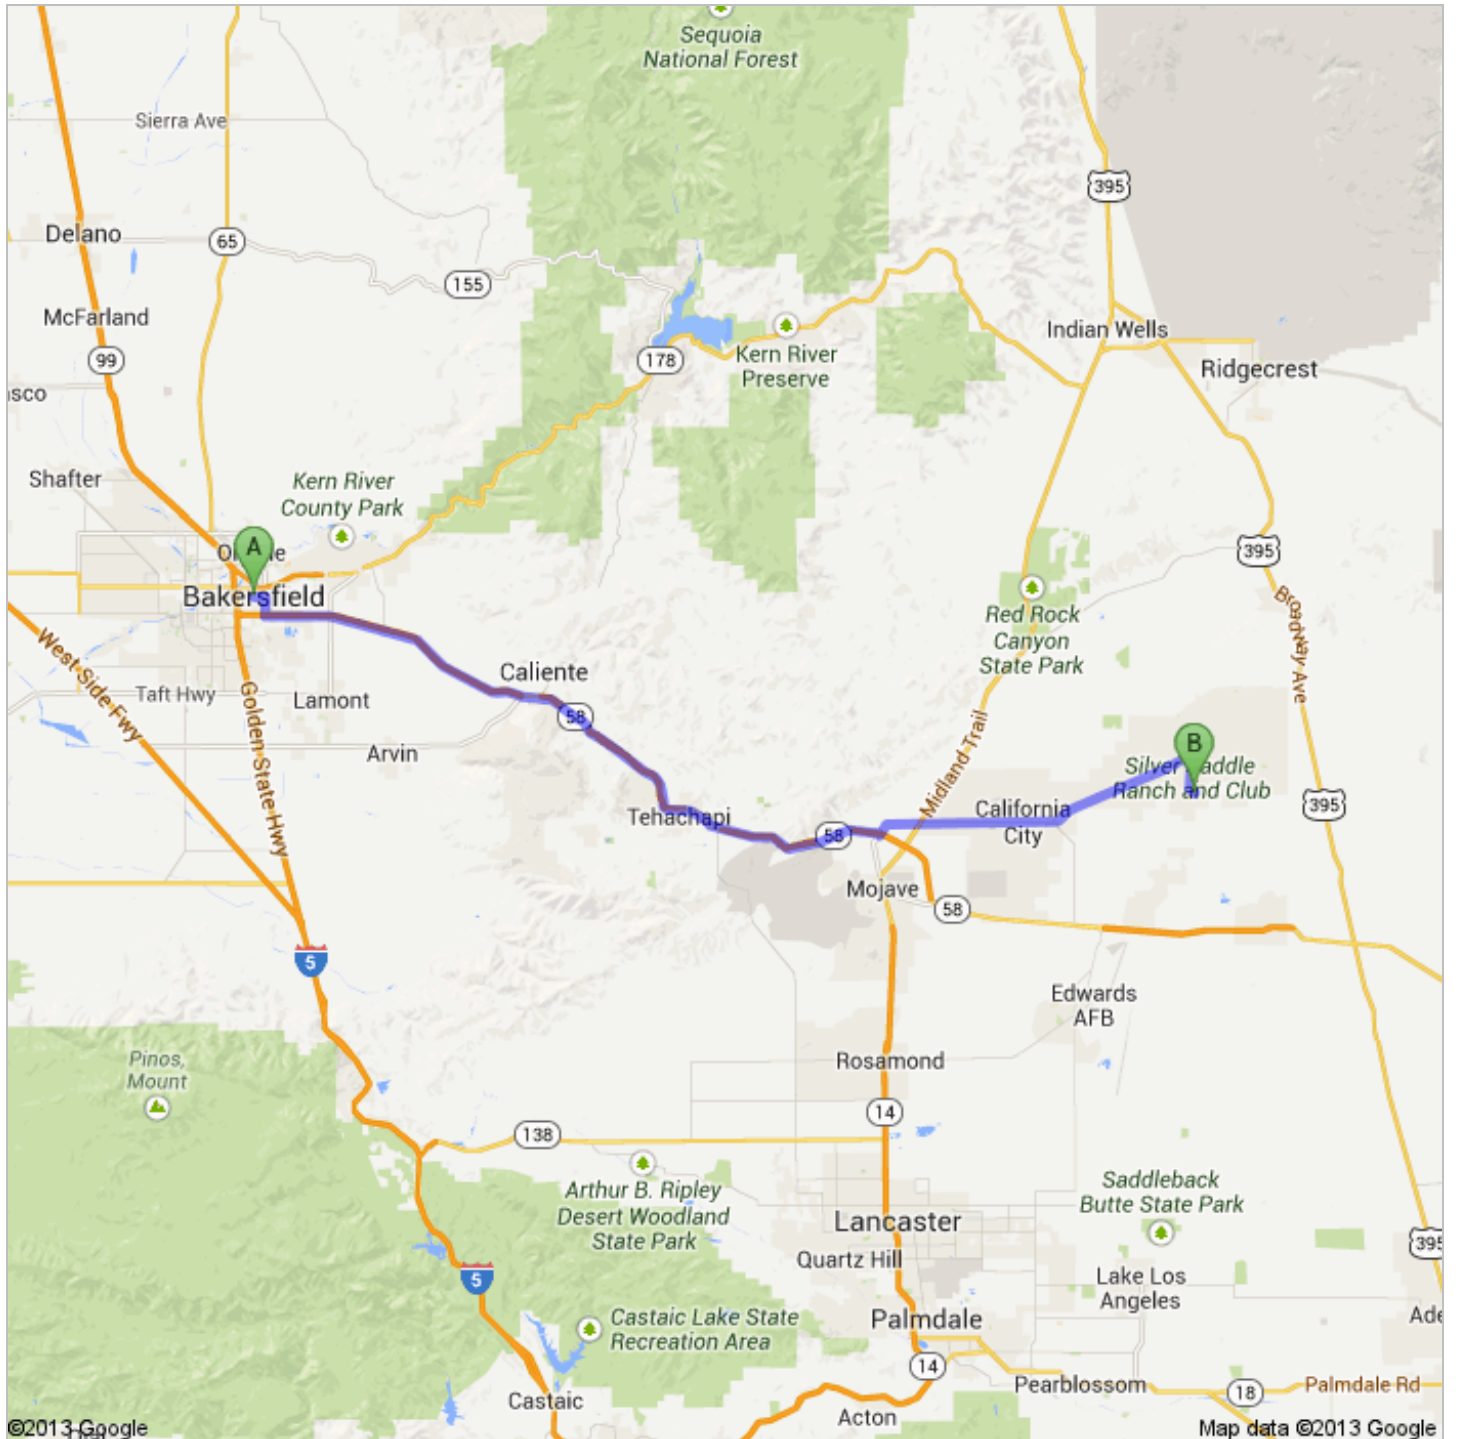 Sequoia
National Forest
Sierra Ave
395
Delano
65
155
McFarland
Indian Wells
99
178
Kern River
Preserve
Ridgecrest
Shafter
Kern River
County Park
A
395
Bakersfield
Broadway Ave
Red Rock
Canyon
State Park
West Side Fwy
Caliente
Taft Hwy
Lamont
Golden State Hwy
58
Midland Trail
B
Arvin
Silver
Ranch and Club
395
Tehachapi
58
California
City
Mojave
58
5
Edwards
AFB
Pinos,
Mount
Rosamond
14
138
Arthur B. Ripley
Desert Woodland
State Park
Saddleback
Butte State Park
Lancaster
Quartz Hill
395
Lake Los
Angeles
5
Castaic Lake State
Recreation Area
Palmdale
Ade
14
Pearblossom
18
Palmdale Rd
Castaic
Acton
©2013 Google
Map data ©2013 Google